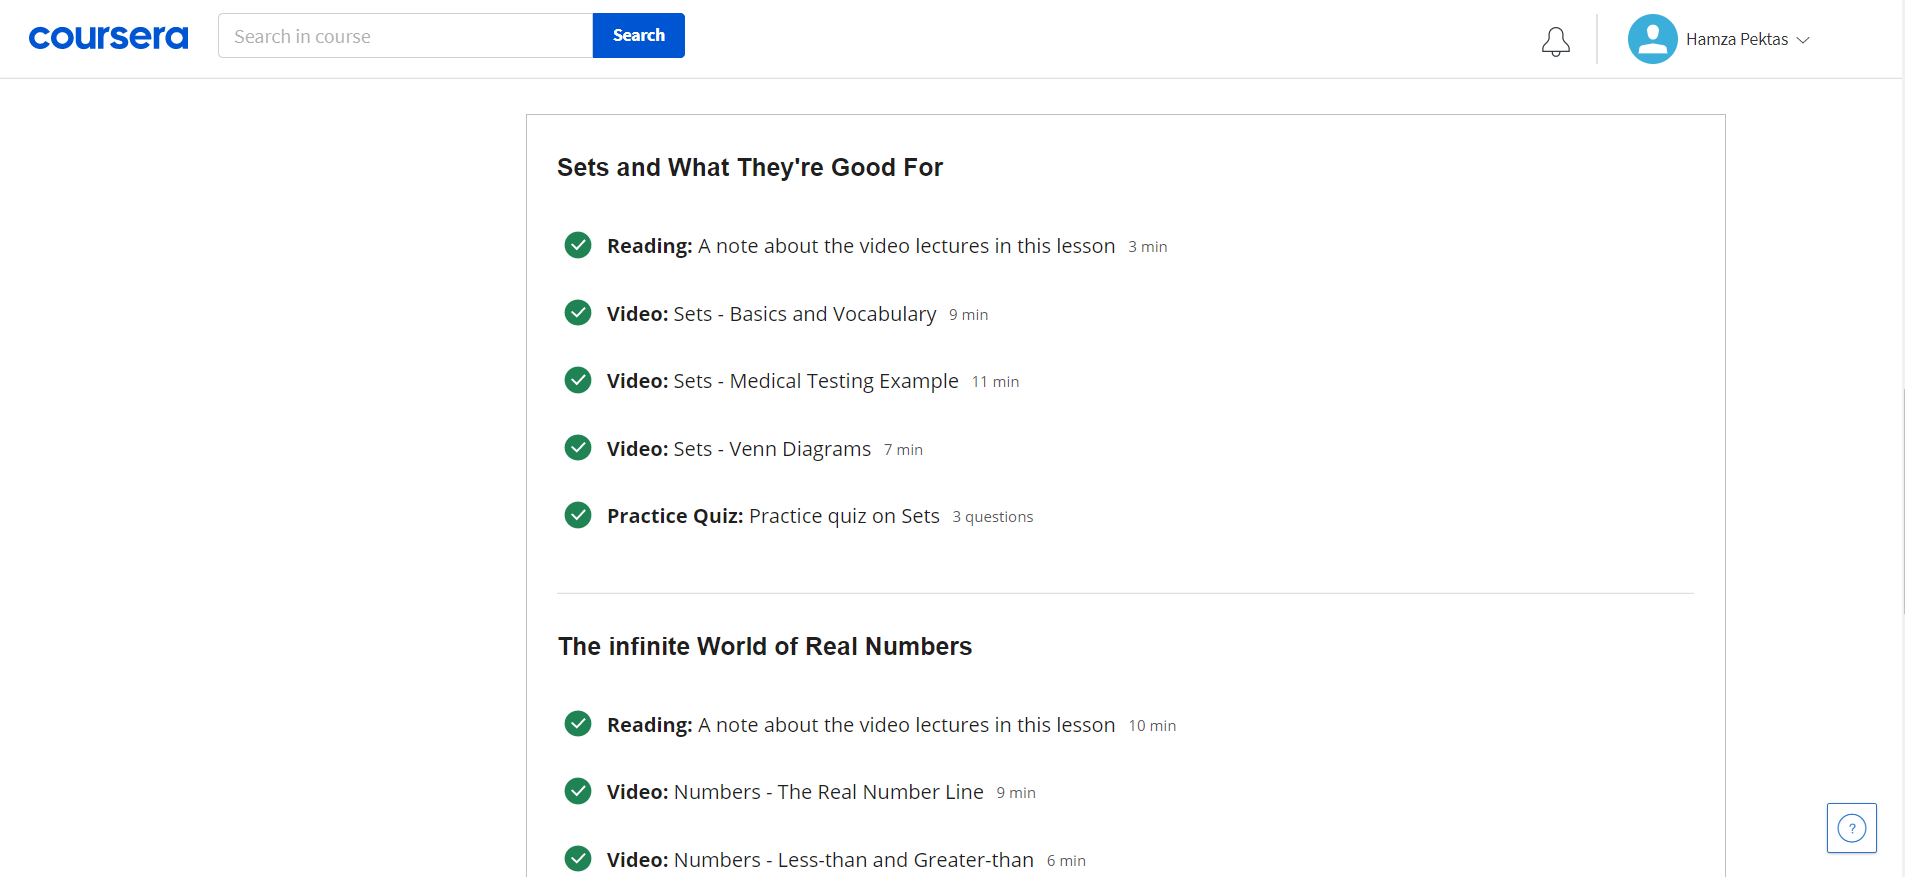 coursera
Search in course
Search
Hamza Pektas
Sets and What They're Good For
Reading: A note about the video lectures in this lesson 3 min
Video: Sets - Basics and Vocabulary 9 min
Video: Sets - Medical Testing Example 11 min
Video: Sets - Venn Diagrams 7 min
Practice Quiz: Practice quiz on Sets 3 questions
The infinite World of Real Numbers
Reading: A note about the video lectures in this lesson 10 min
Video: Numbers - The Real Number Line 9 min
Video: Numbers - Less-than and Greater-than 6 min
?